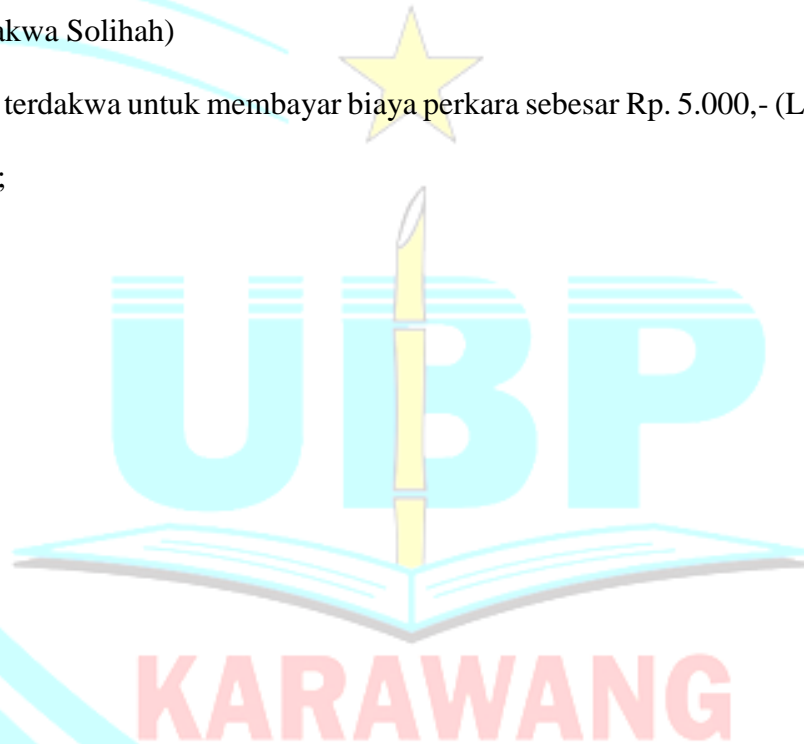 akwa Solihah)
terdakwa untuk membayar biaya perkara sebesar Rp. 5.000,- (L
;
UBP
KARAWANG